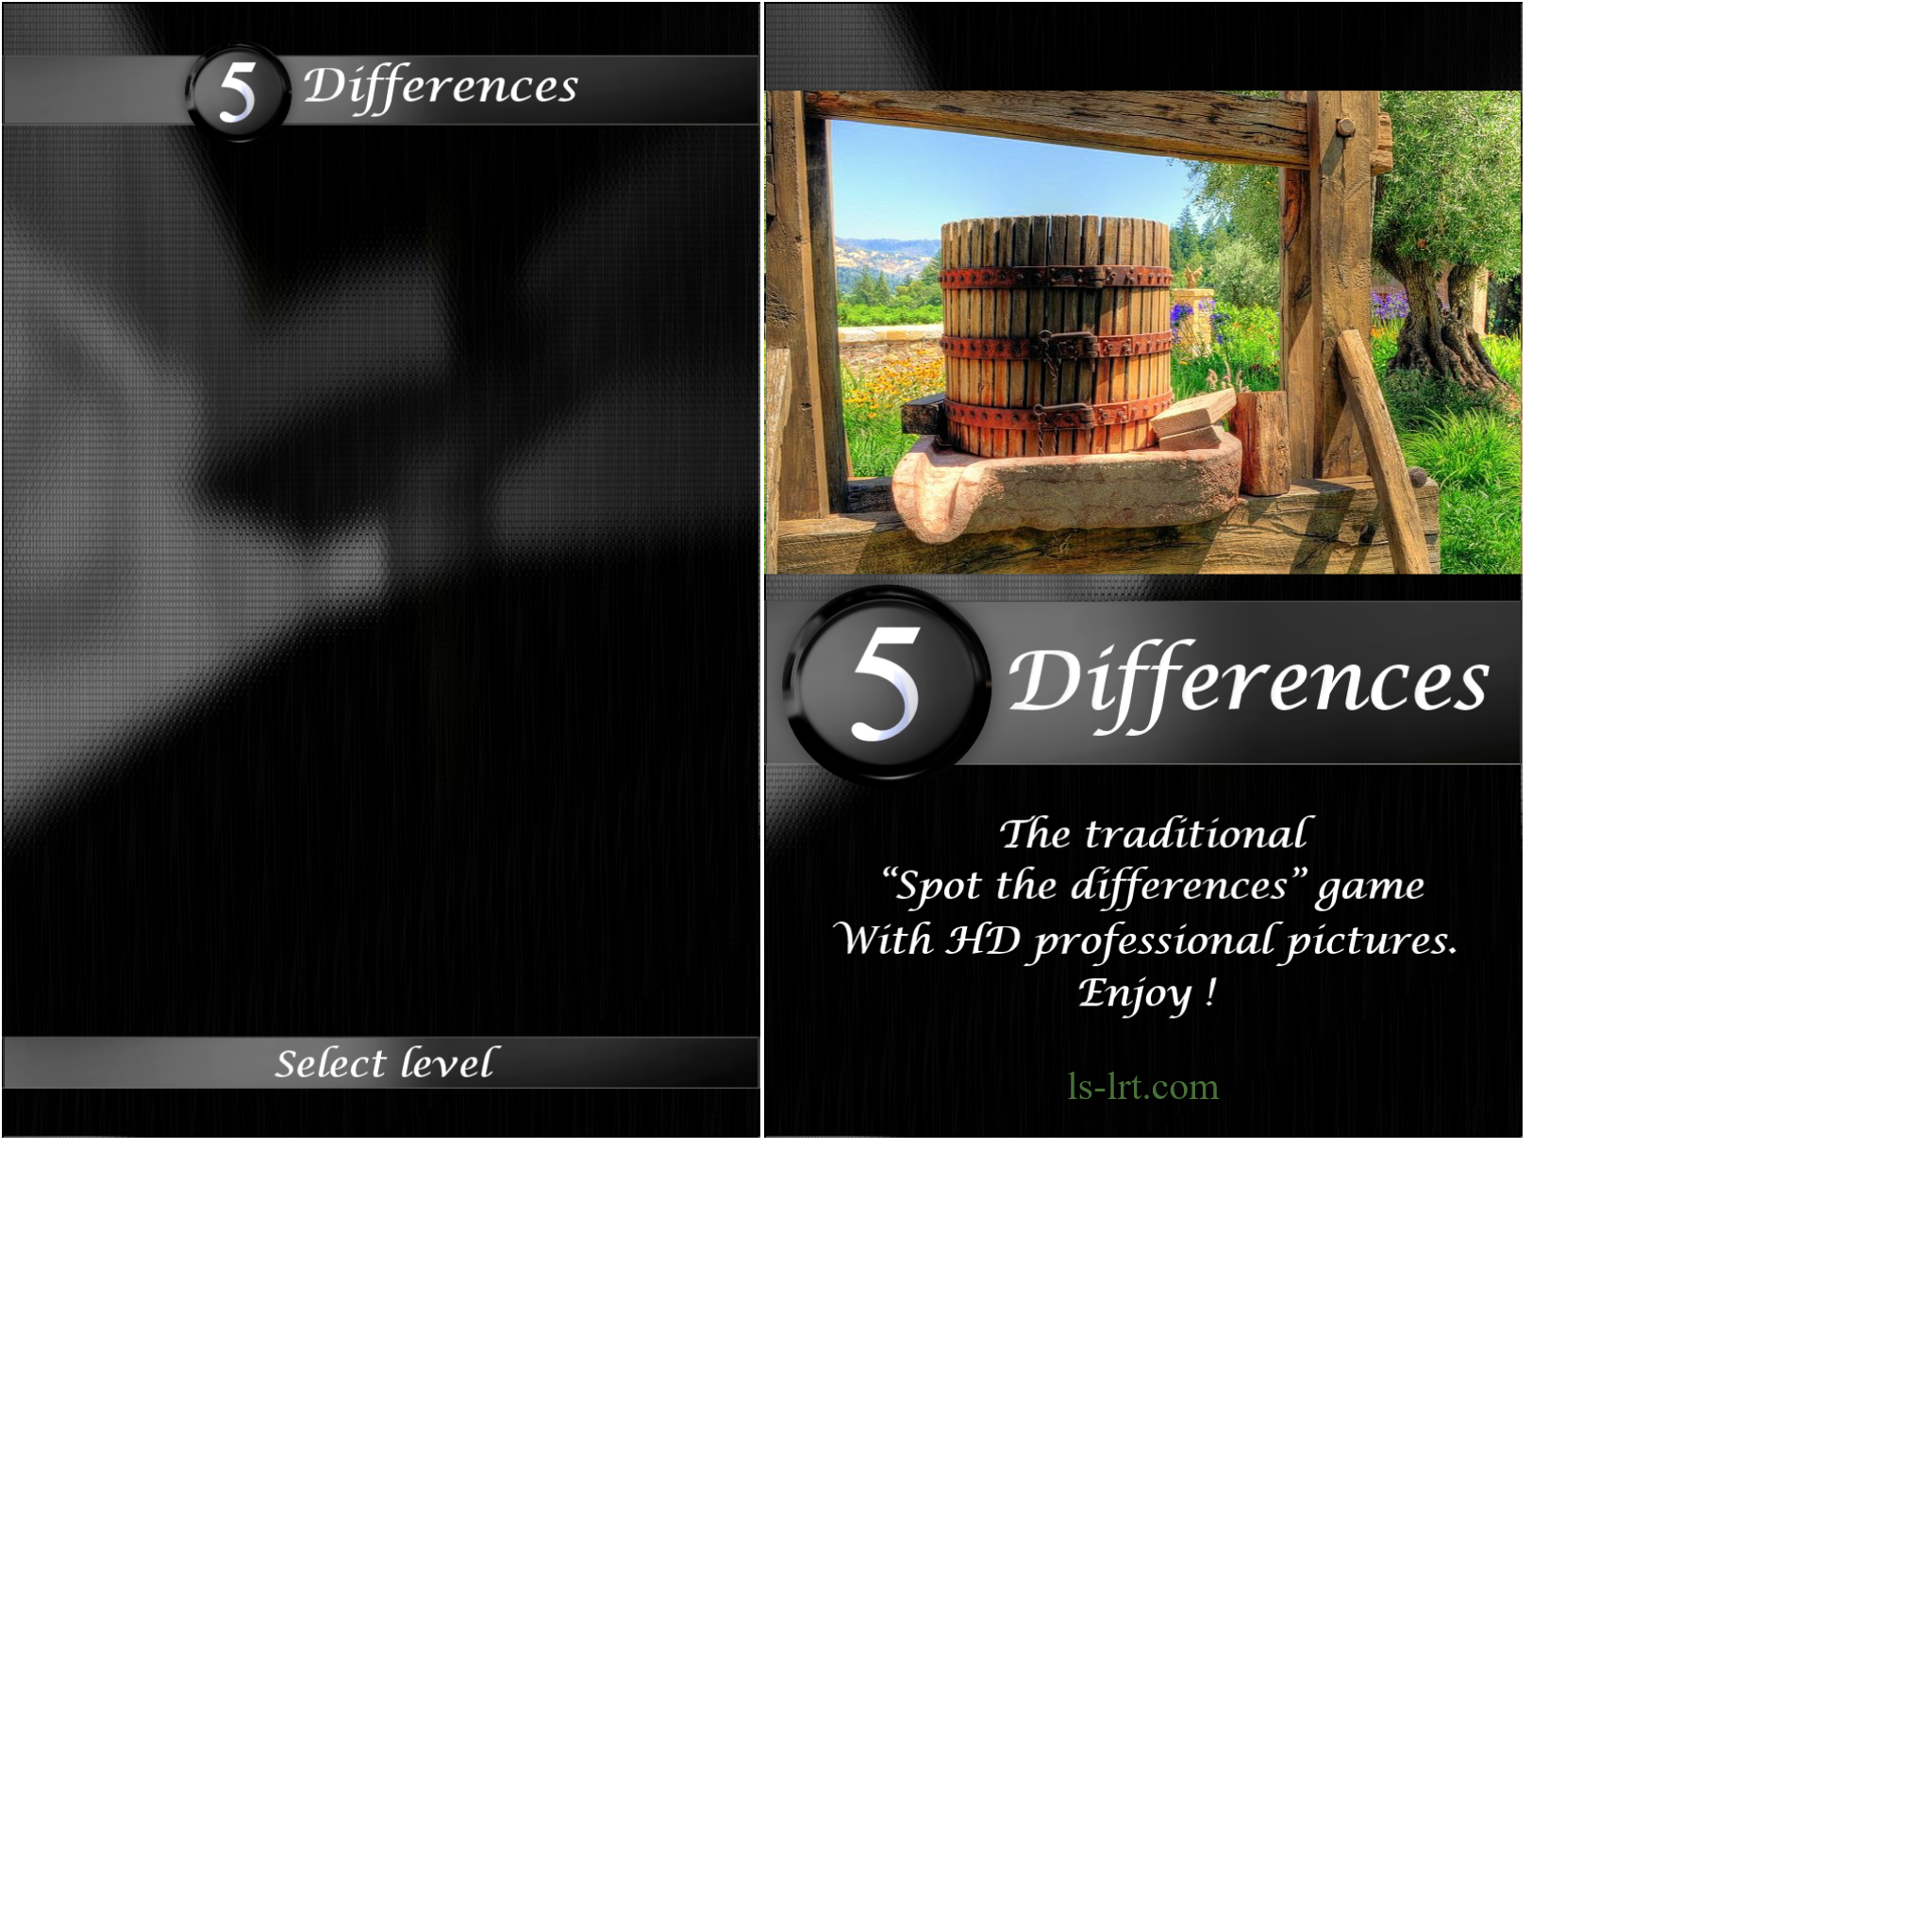 5 Differences
Select level
5 Differences
The traditional
“Spot the differences” game
With HD professional pictures.
Enjoy !
ls-lrt.com